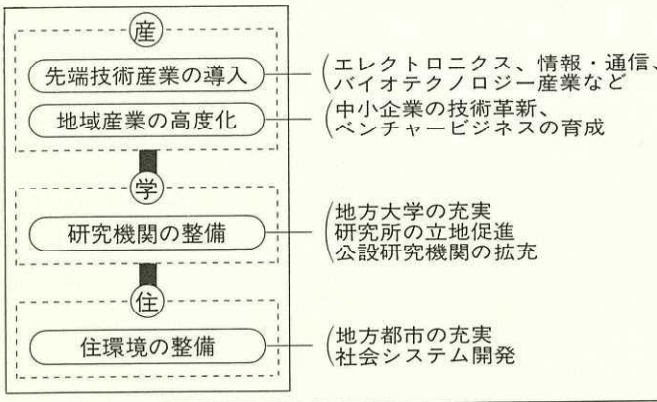 産
先端技術産業の導入
エレクトロニクス、情報・通信、
バイオテクノロジー産業など
地域産業の高度化
中小企業の技術革新、
ベンチャービジネスの育成
学
研究機関の整備
地方大学の充実
研究所の立地促進
公設研究機関の拡充
住
住環境の整備
地方都市の充実
社会システム開発